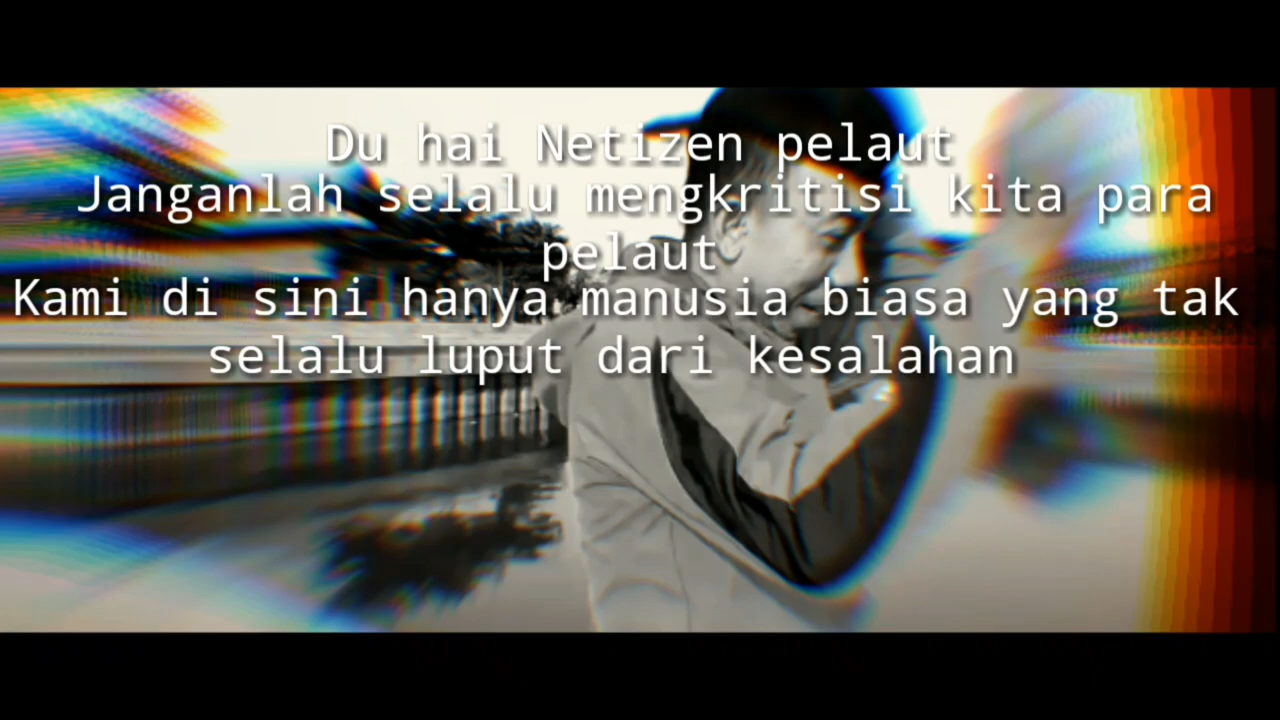 Du hai Netizen pelaut
Janganlah selalu mengkritisi kita para
pelaut
Kami di sini hanya manusia biasa yang tak
selalu luput dari kesalahan